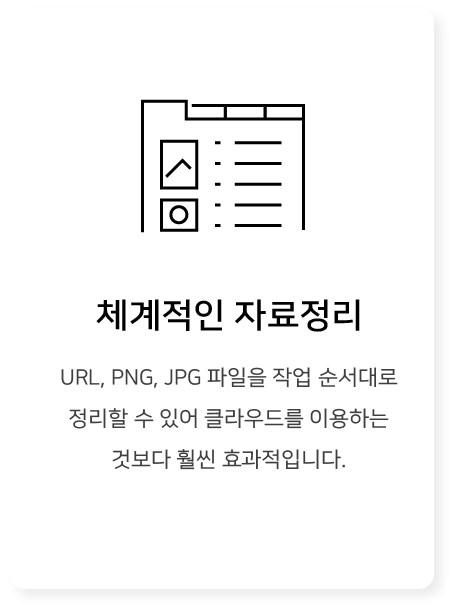 체계적인 자료정리
URL, PNG, JPG 파일을 작업 순서대로
정리할 수 있어 클라우드를 이용하는
것보다 훨씬 효과적입니다.